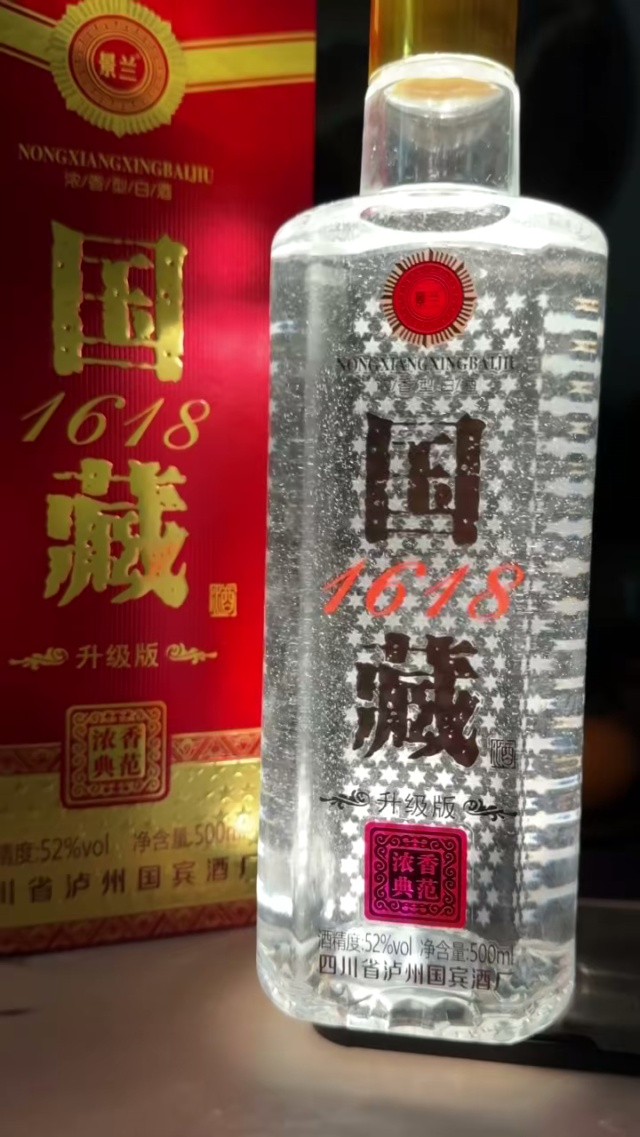 景兰
NONGXIANGXINGBAIJIU
浓/香/型/白/酒
国
1618
藏
酒
升级版
浓香
典范
精度:52%vol 净含量:500ml
川省泸州国宾酒厂
景兰
NONGXIANGXINGBAIJIU
香/型/白
国
1618
藏
酒
升级版
浓香
典范
酒精度:52%vol 净含量:500ml
四川省泸州国宾酒厂